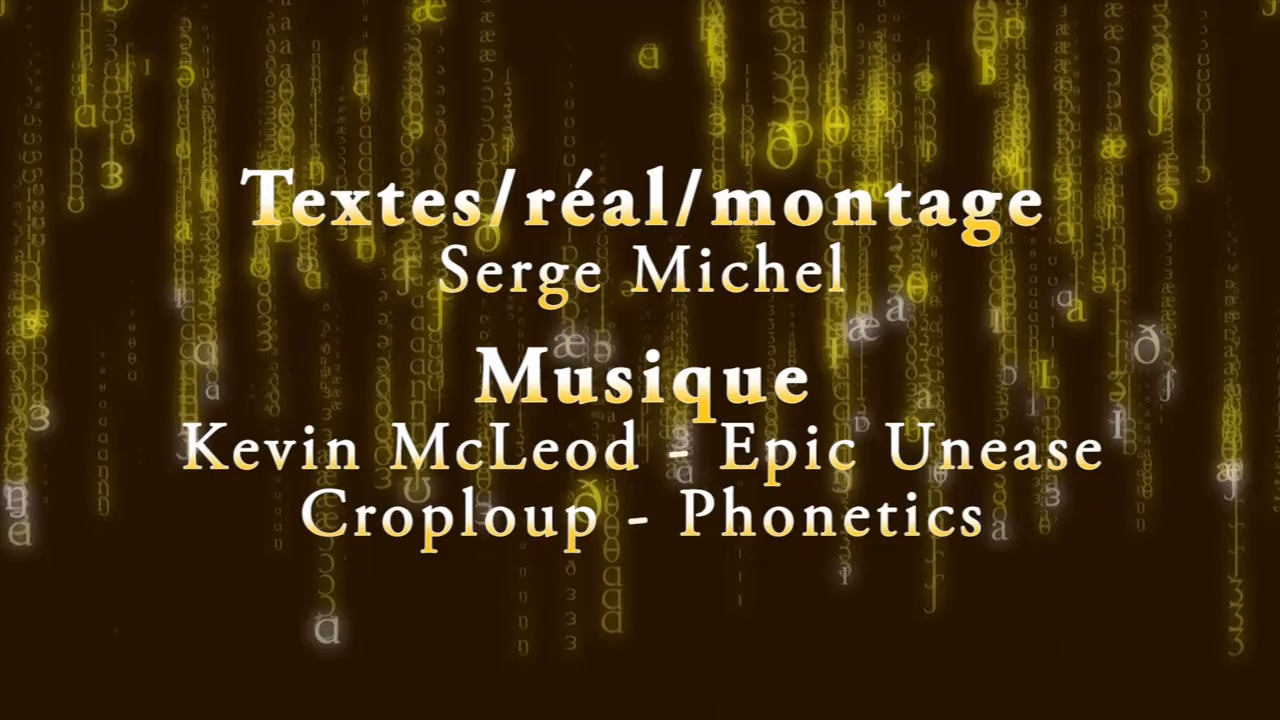 Textes/réal/montage
Serge Michel
Musique
Kevin McLeod - Epic Unease
Croploup - Phonetics